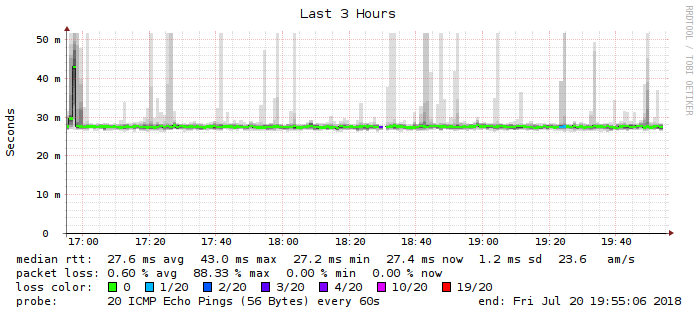 Last 3 Hours
RRDTOOL / TOBI OETIKER
Seconds
50 m
40 m
30 m
20 m
10 m
0
17:00 17:20 17:40 18:00 18:20 18:40 19:00 19:20 19:40
median rtt: 27.6 ms avg 43.0 ms max 27.2 ms min 27.4 ms now 1.2 ms sd 23.6 am/s
packet loss: 0.60 % avg 88.33 % max 0.00 % min 0.00 % now
loss color: 0 1/20 2/20 3/20 4/20 10/20 19/20
probe: 20 ICMP Echo Pings (56 Bytes) every 60s end: Fri Jul 20 19:55:06 2018